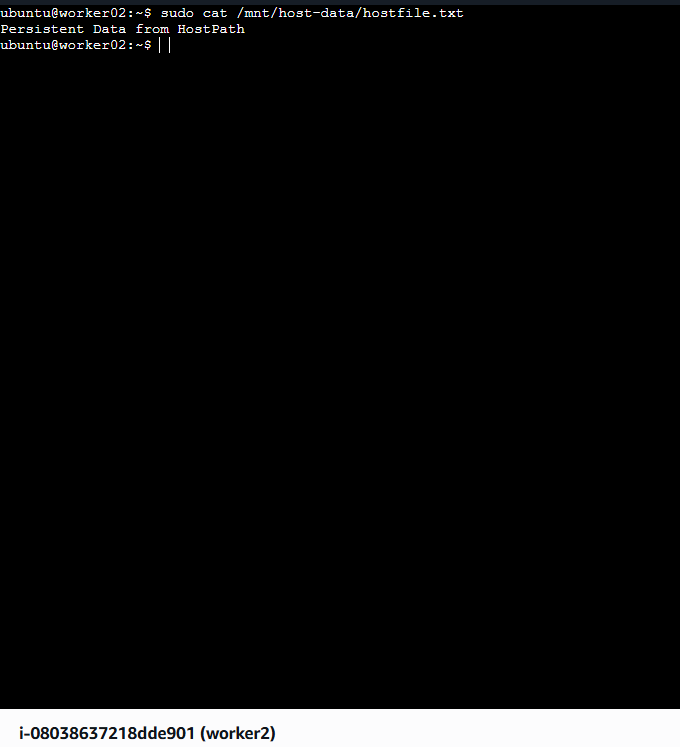 ubuntu@worker02:~$ sudo cat /mnt/host-data/hostfile.txt
Persistent Data from HostPath
ubuntu@worker02:~$
i-08038637218dde901 (worker2)